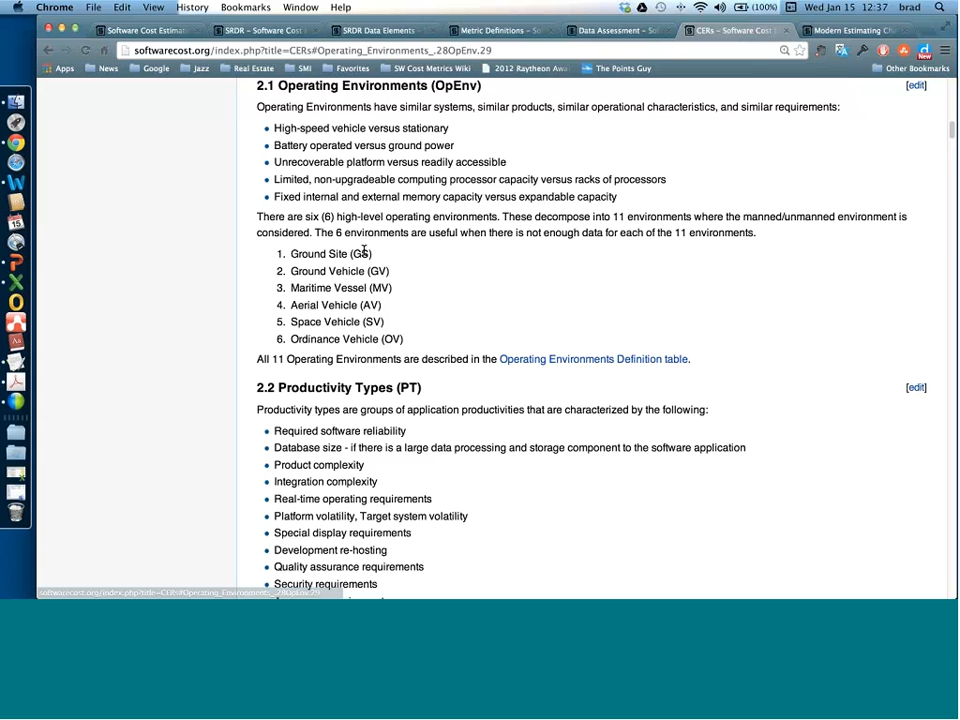 Chrome File Edit View History Bookmarks Window Help (100%) Wed Jan 15 12:37 brad
Software Cost Estimat SRDR – Software Cost SRDR Data Elements - Metric Definitions – So Data Assessment – Sof CERs – Software Cost Modern Estimating Ch
softwarecost.org/index.php?title=CERs#Operating_Environments_.28OpEnv.29
Apps News Google Jazz Real Estate SMI Favorites SW Cost Metrics Wiki 2012 Raytheon Awa The Points Guy Other Bookmarks
2.1 Operating Environments (OpEnv) [edit]
Operating Environments have similar systems, similar products, similar operational characteristics, and similar requirements:
High-speed vehicle versus stationary
Battery operated versus ground power
Unrecoverable platform versus readily accessible
Limited, non-upgradeable computing processor capacity versus racks of processors
Fixed internal and external memory capacity versus expandable capacity
There are six (6) high-level operating environments. These decompose into 11 environments where the manned/unmanned environment is
considered. The 6 environments are useful when there is not enough data for each of the 11 environments.
1. Ground Site (GS)
2. Ground Vehicle (GV)
3. Maritime Vessel (MV)
4. Aerial Vehicle (AV)
5. Space Vehicle (SV)
6. Ordinance Vehicle (OV)
All 11 Operating Environments are described in the Operating Environments Definition table.
2.2 Productivity Types (PT) [edit]
Productivity types are groups of application productivities that are characterized by the following:
Required software reliability
Database size - if there is a large data processing and storage component to the software application
Product complexity
Integration complexity
Real-time operating requirements
Platform volatility, Target system volatility
Special display requirements
Development re-hosting
Quality assurance requirements
Security requirements
softwarecost.org/index.php?title=CERs#Operating_Environments_.28OpEnv.29